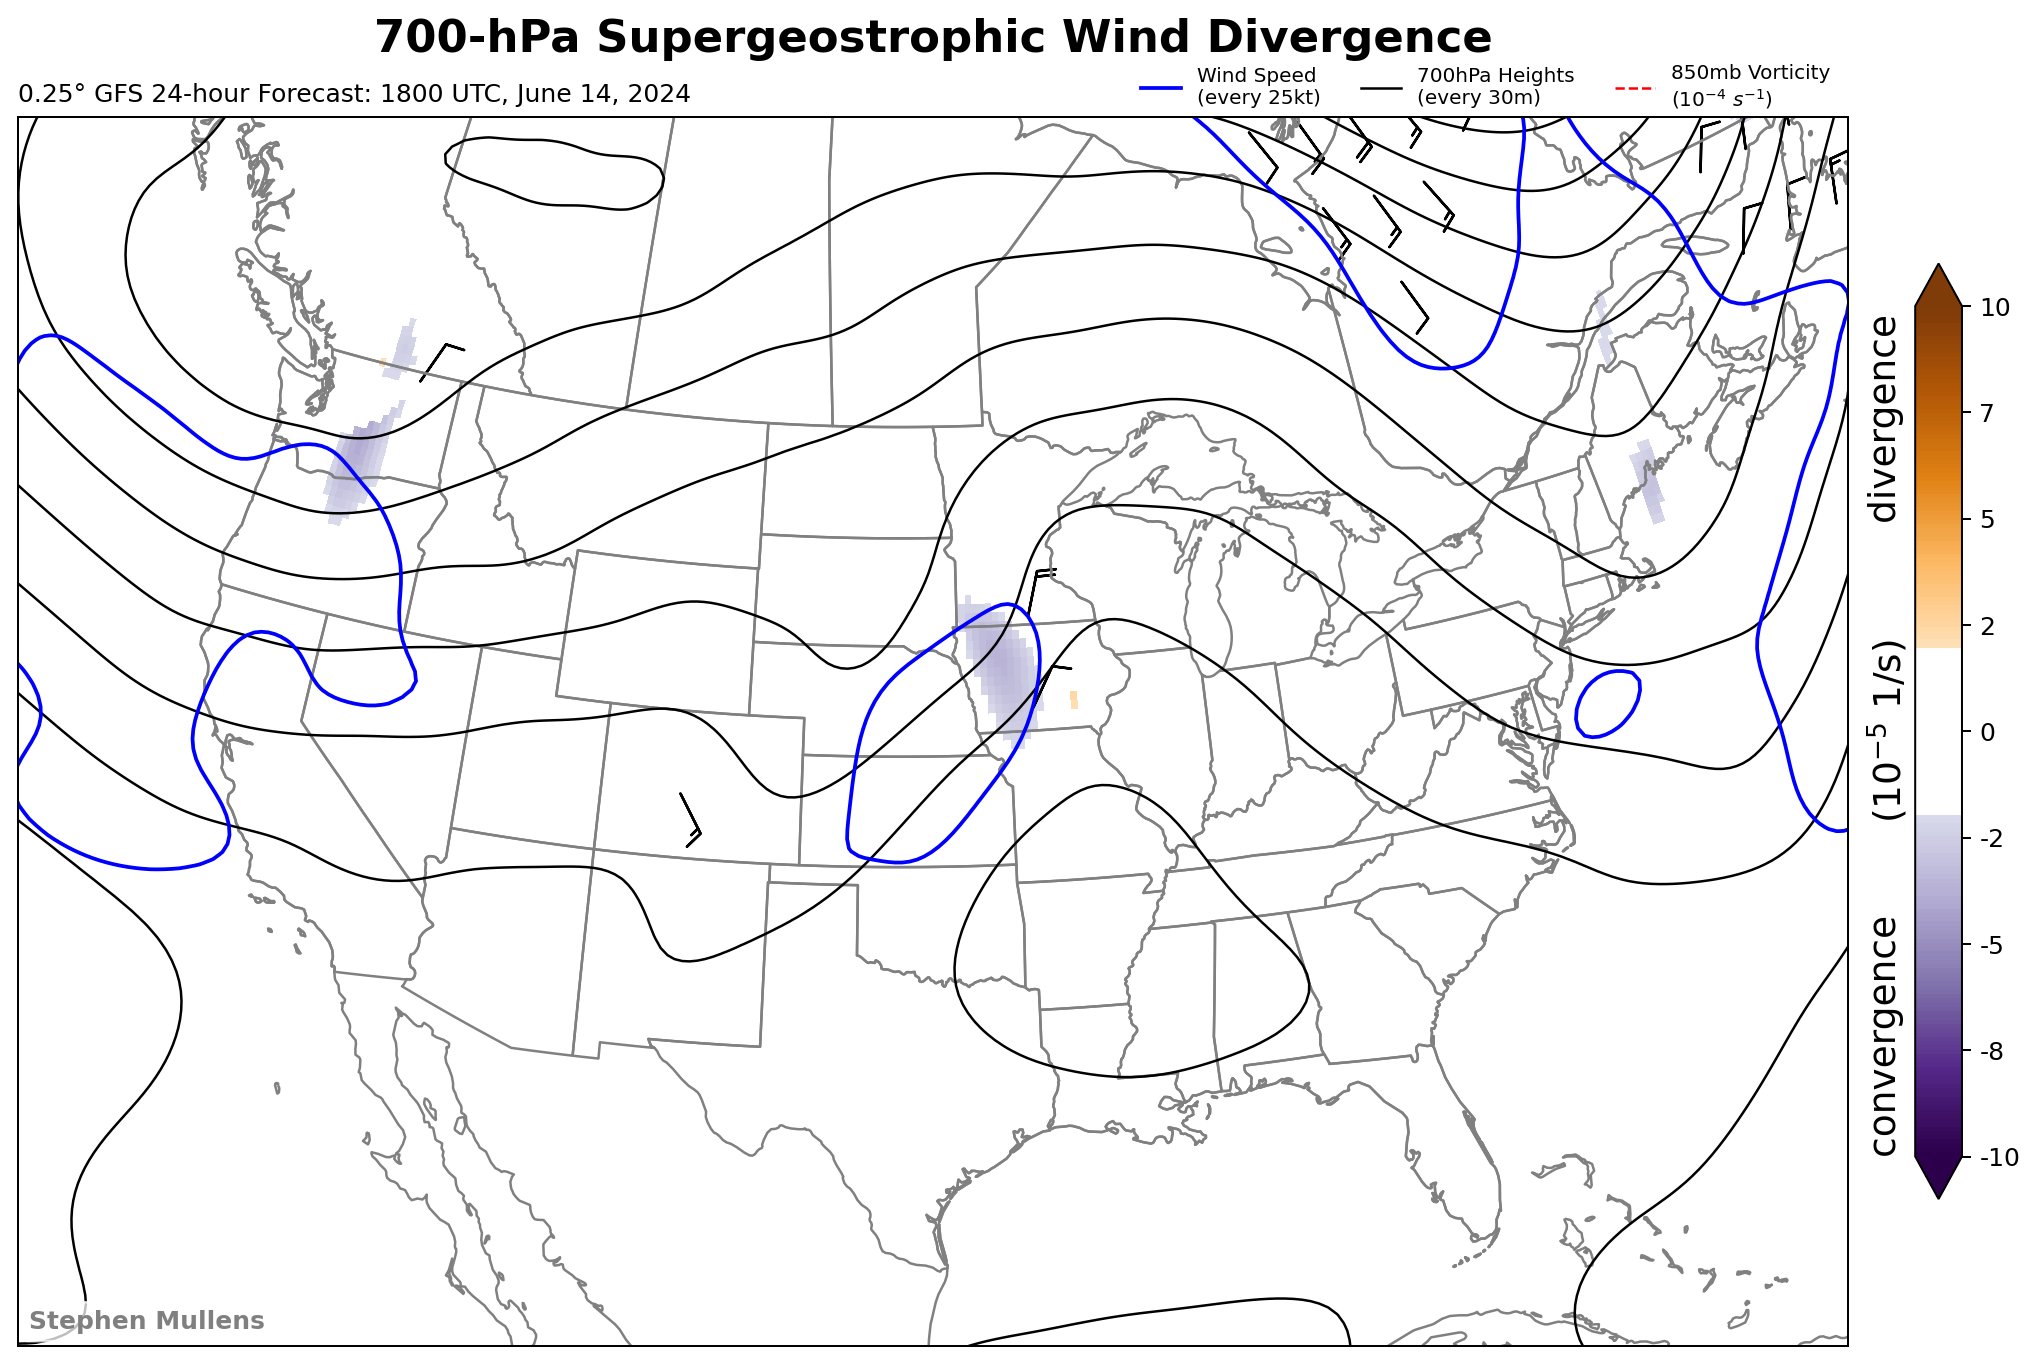 700-hPa Supergeostrophic Wind Divergence
0.25° GFS 24-hour Forecast: 1800 UTC, June 14, 2024
Wind Speed
(every 25kt)
700hPa Heights
(every 30m)
850mb Vorticity
(10⁻⁴ s⁻¹)
10
7
5
2
0
-2
-5
-8
-10
convergence (10⁻⁵ 1/s) divergence
Stephen Mullens